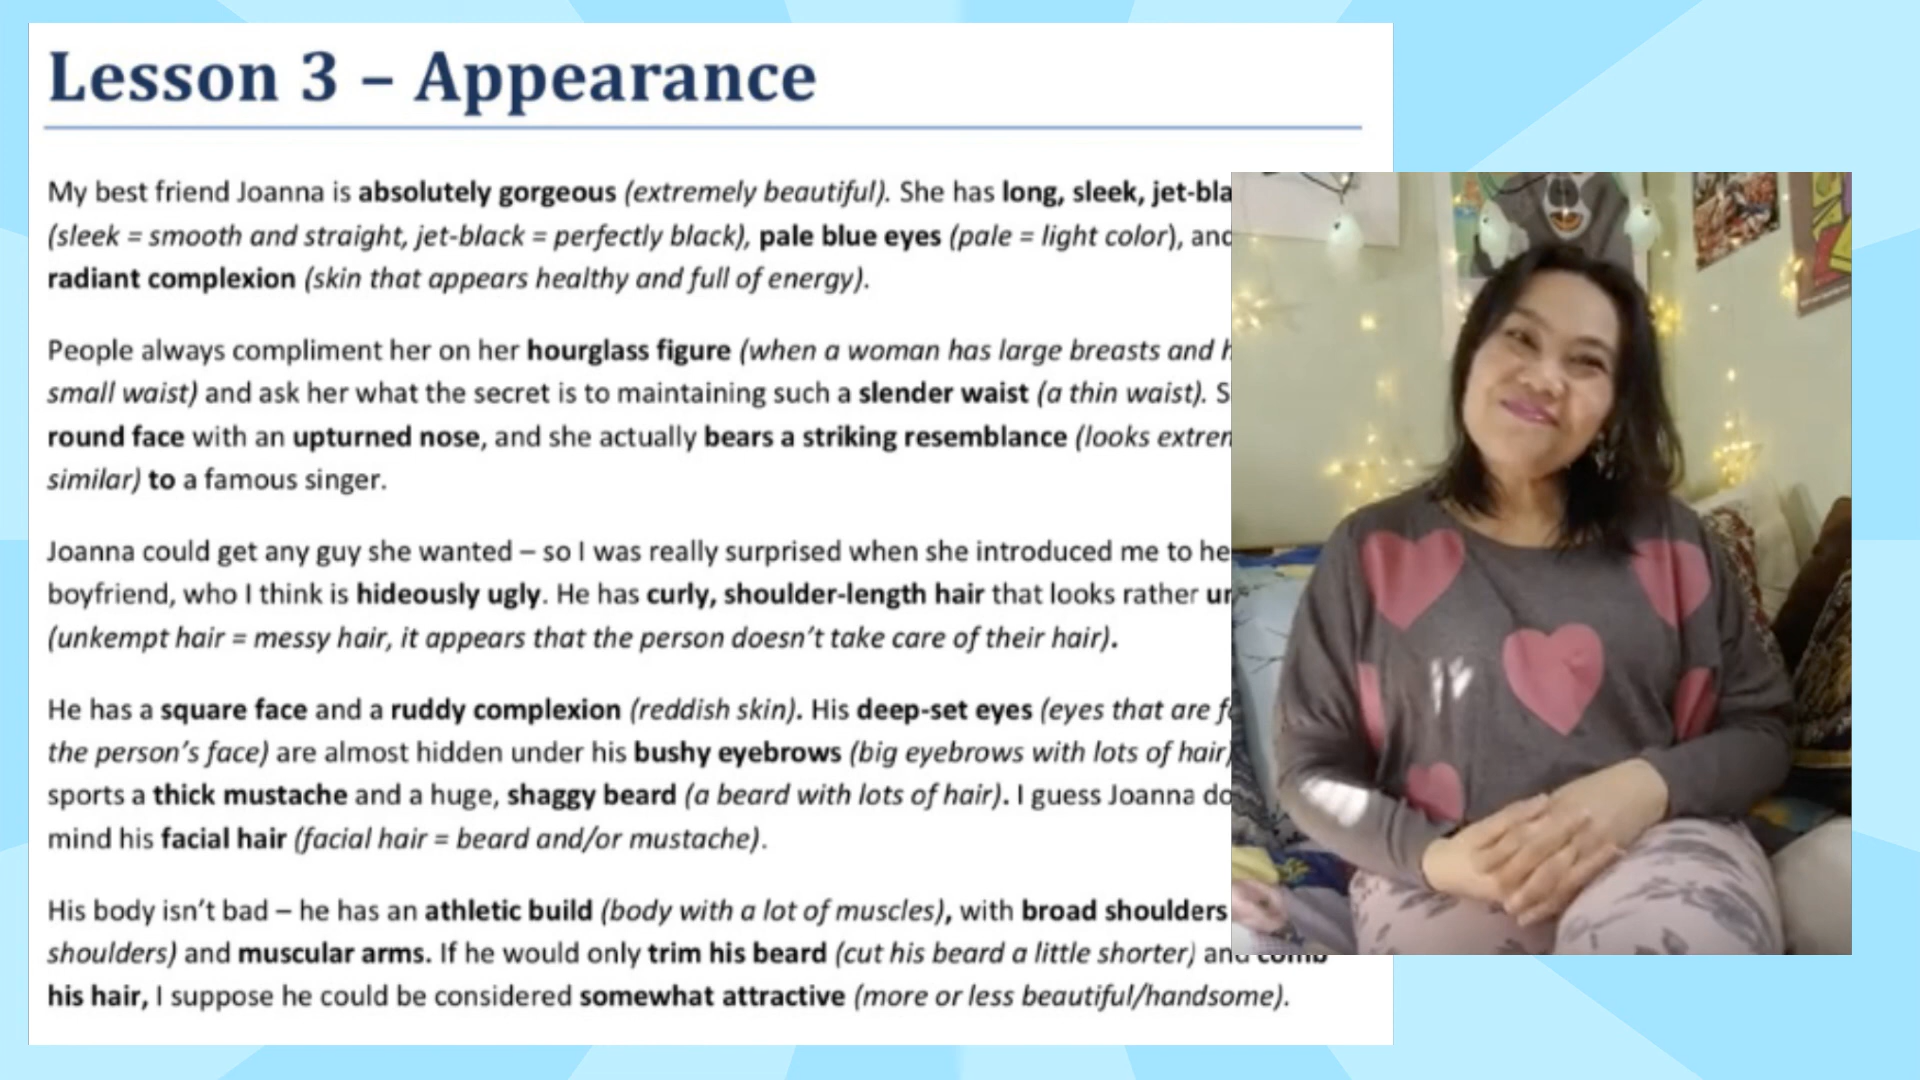 Lesson 3 – Appearance
My best friend Joanna is absolutely gorgeous (extremely beautiful). She has long, sleek,
(sleek = smooth and straight, jet-black = perfectly black), pale blue eyes (pale = light color),
radiant complexion (skin that appears healthy and full of energy).
People always compliment her on her hourglass figure (when a woman has large breasts and
small waist) and ask her what the secret is to maintaining such a slender waist (a thin waist).
round face with an upturned nose, and she actually bears a striking resemblance (looks
similar) to a famous singer.
Joanna could get any guy she wanted – so I was really surprised when she introduced me to
boyfriend, who I think is hideously ugly. He has curly, shoulder-length hair that looks rather
(unkempt hair = messy hair, it appears that the person doesn't take care of their hair).
He has a square face and a ruddy complexion (reddish skin). His deep-set eyes (eyes that are
the person's face) are almost hidden under his bushy eyebrows (big eyebrows with lots of hair)
sports a thick mustache and a huge, shaggy beard (a beard with lots of hair). I guess Joanna
mind his facial hair (facial hair = beard and/or mustache).
His body isn't bad – he has an athletic build (body with a lot of muscles), with broad shoulders
shoulders) and muscular arms. If he would only trim his beard (cut his beard a little shorter) and comb
his hair, I suppose he could be considered somewhat attractive (more or less beautiful/handsome).